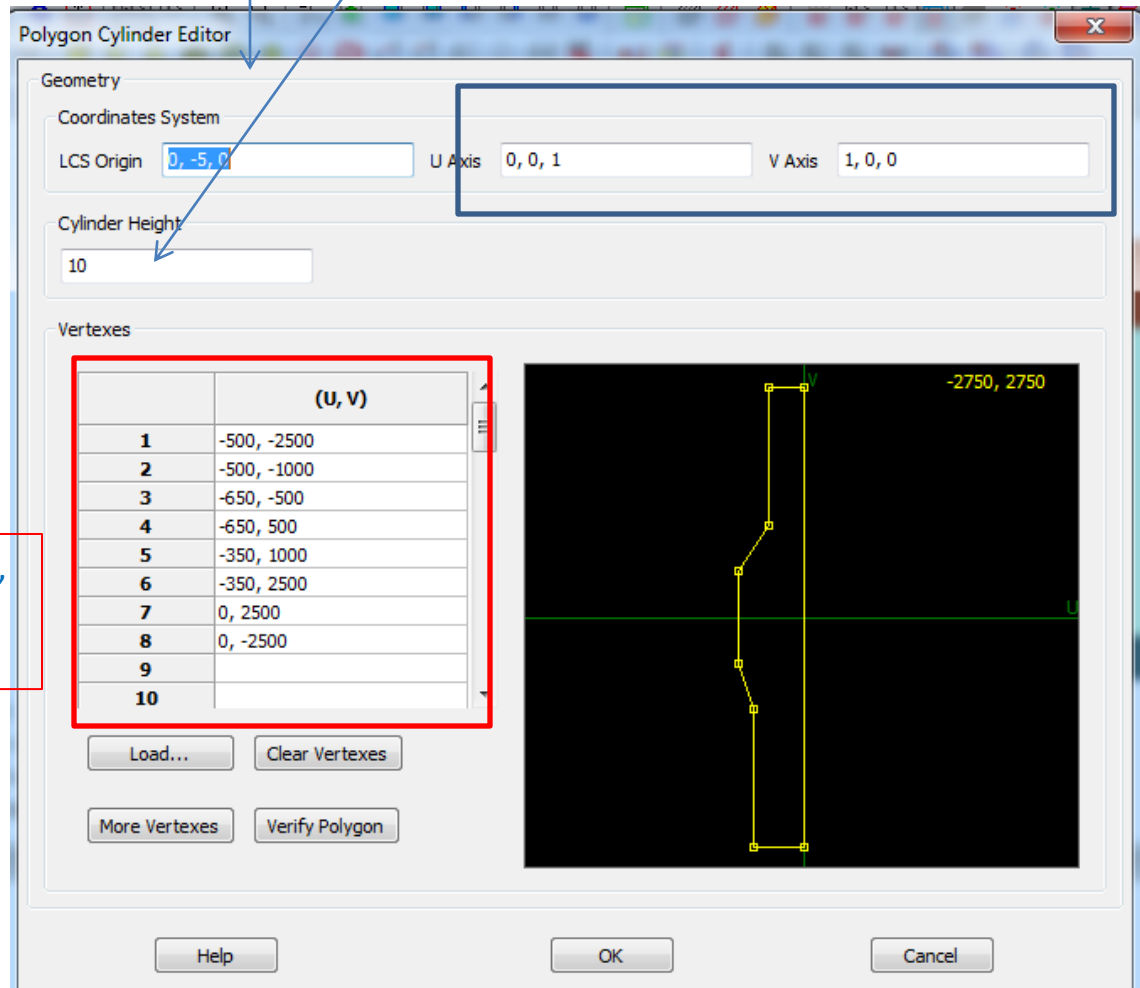 Polygon Cylinder Editor
Geometry
Coordinates System
LCS Origin 0, -5, 0 U Axis 0, 0, 1 V Axis 1, 0, 0
Cylinder Height
10
Vertexes
(U, V)
1 -500, -2500
2 -500, -1000
3 -650, -500
4 -650, 500
5 -350, 1000
6 -350, 2500
7 0, 2500
8 0, -2500
9
10
V
-2750, 2750
U
Load... Clear Vertexes
More Vertexes Verify Polygon
Help OK Cancel